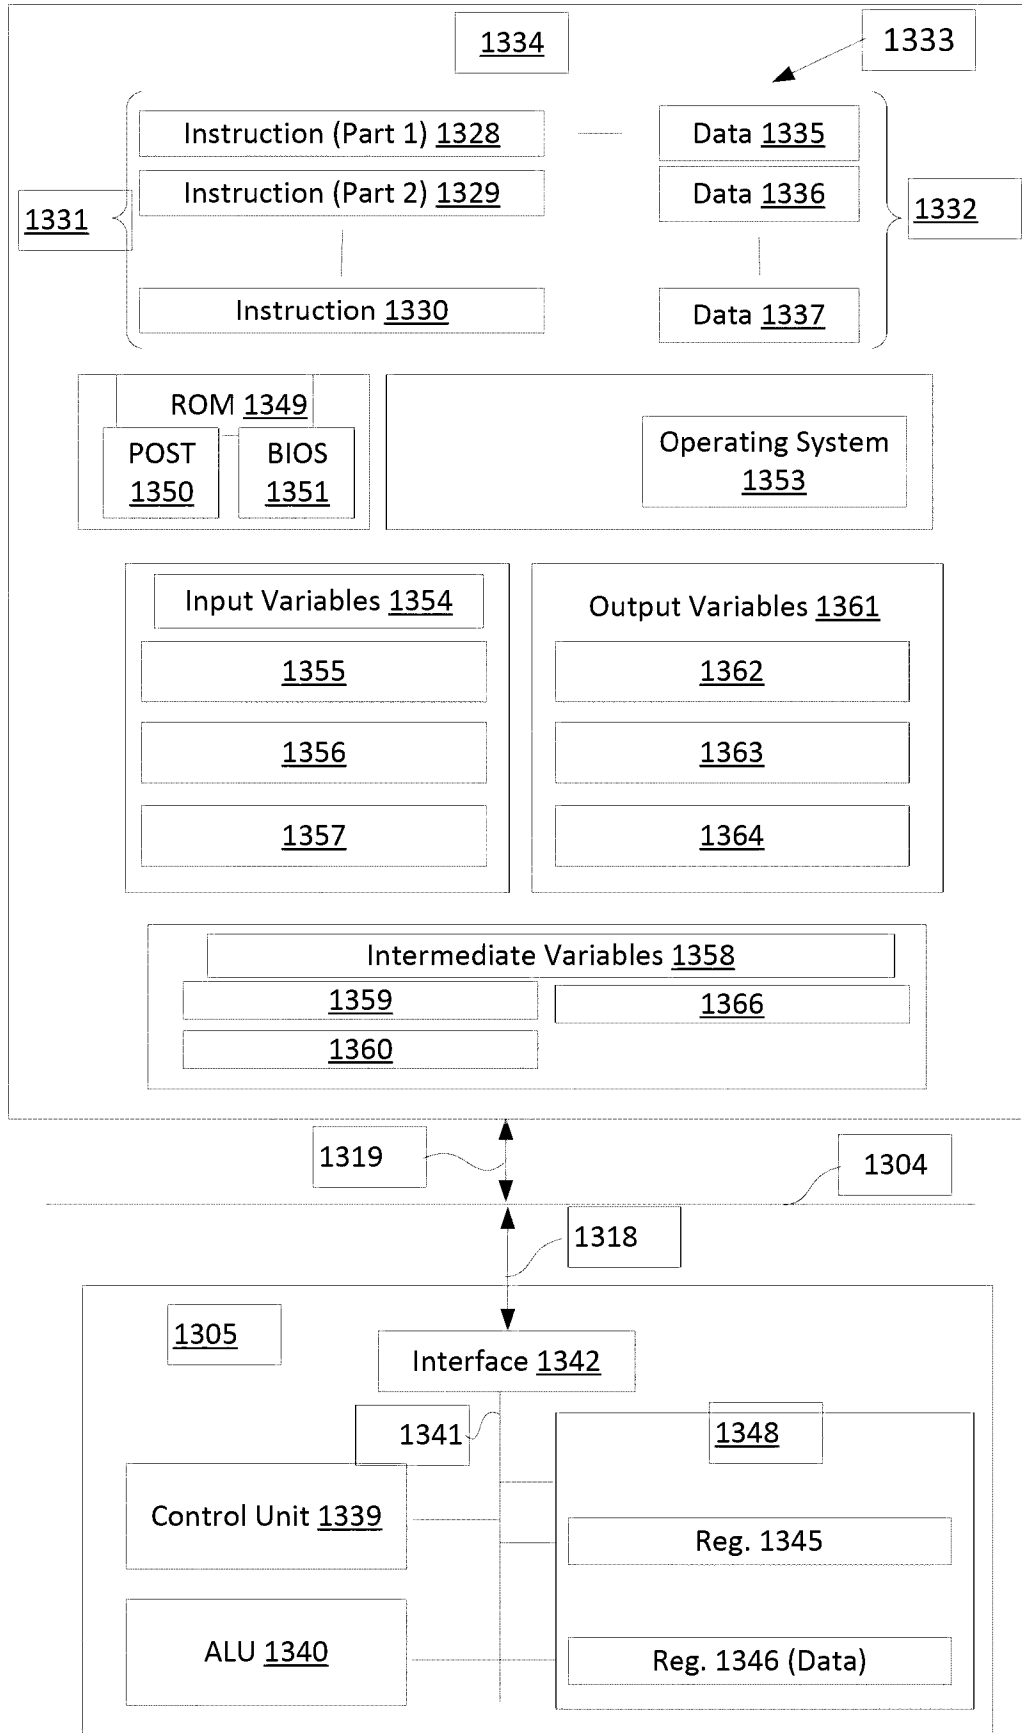 1334
1333
Instruction (Part 1) 1328
Data 1335
Instruction (Part 2) 1329
Data 1336
1331
1332
Instruction 1330
Data 1337
ROM 1349
POST
1350
BIOS
1351
Operating System
1353
Input Variables 1354
1355
1356
1357
Output Variables 1361
1362
1363
1364
Intermediate Variables 1358
1359
1366
1360
1319
1304
1318
1305
Interface 1342
1341
1348
Control Unit 1339
Reg. 1345
ALU 1340
Reg. 1346 (Data)